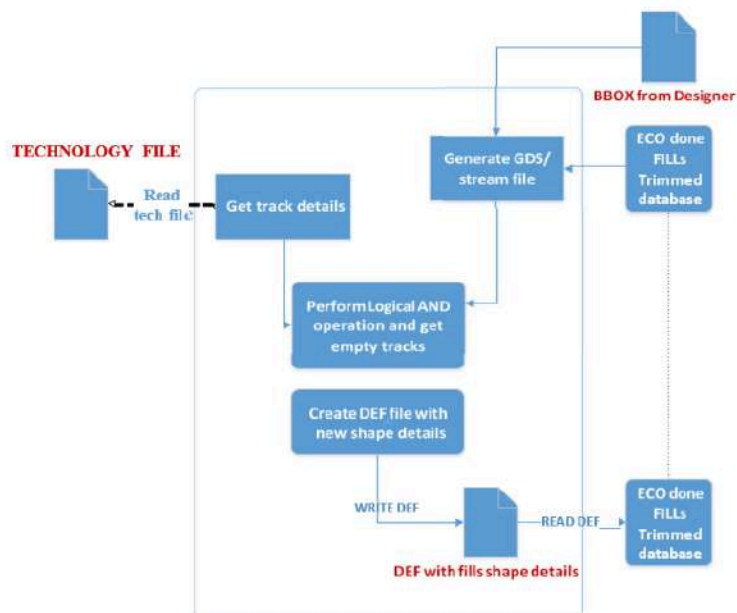 BBOX from Designer
TECHNOLOGY FILE
Read
tech file
Get track details
Generate GDS/
stream file
ECO done
FILLs
Trimmed
database
Perform Logical AND
operation and get
empty tracks
Create DEF file with
new shape details
WRITE DEF
READ DEF
DEF with fills shape details
ECO done
FILLs
Trimmed
database